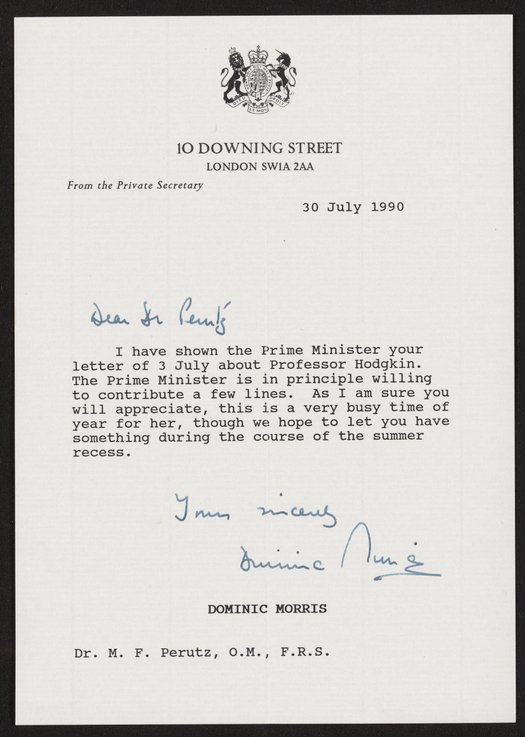 10 DOWNING STREET
LONDON SW1A 2AA
From the Private Secretary
30 July 1990
Dear Dr Perutz
I have shown the Prime Minister your
letter of 3 July about Professor Hodgkin.
The Prime Minister is in principle willing
to contribute a few lines. As I am sure you
will appreciate, this is a very busy time of
year for her, though we hope to let you have
something during the course of the summer
recess.
Yours sincerely
Dominic Morris
DOMINIC MORRIS
Dr. M. F. Perutz, O.M., F.R.S.